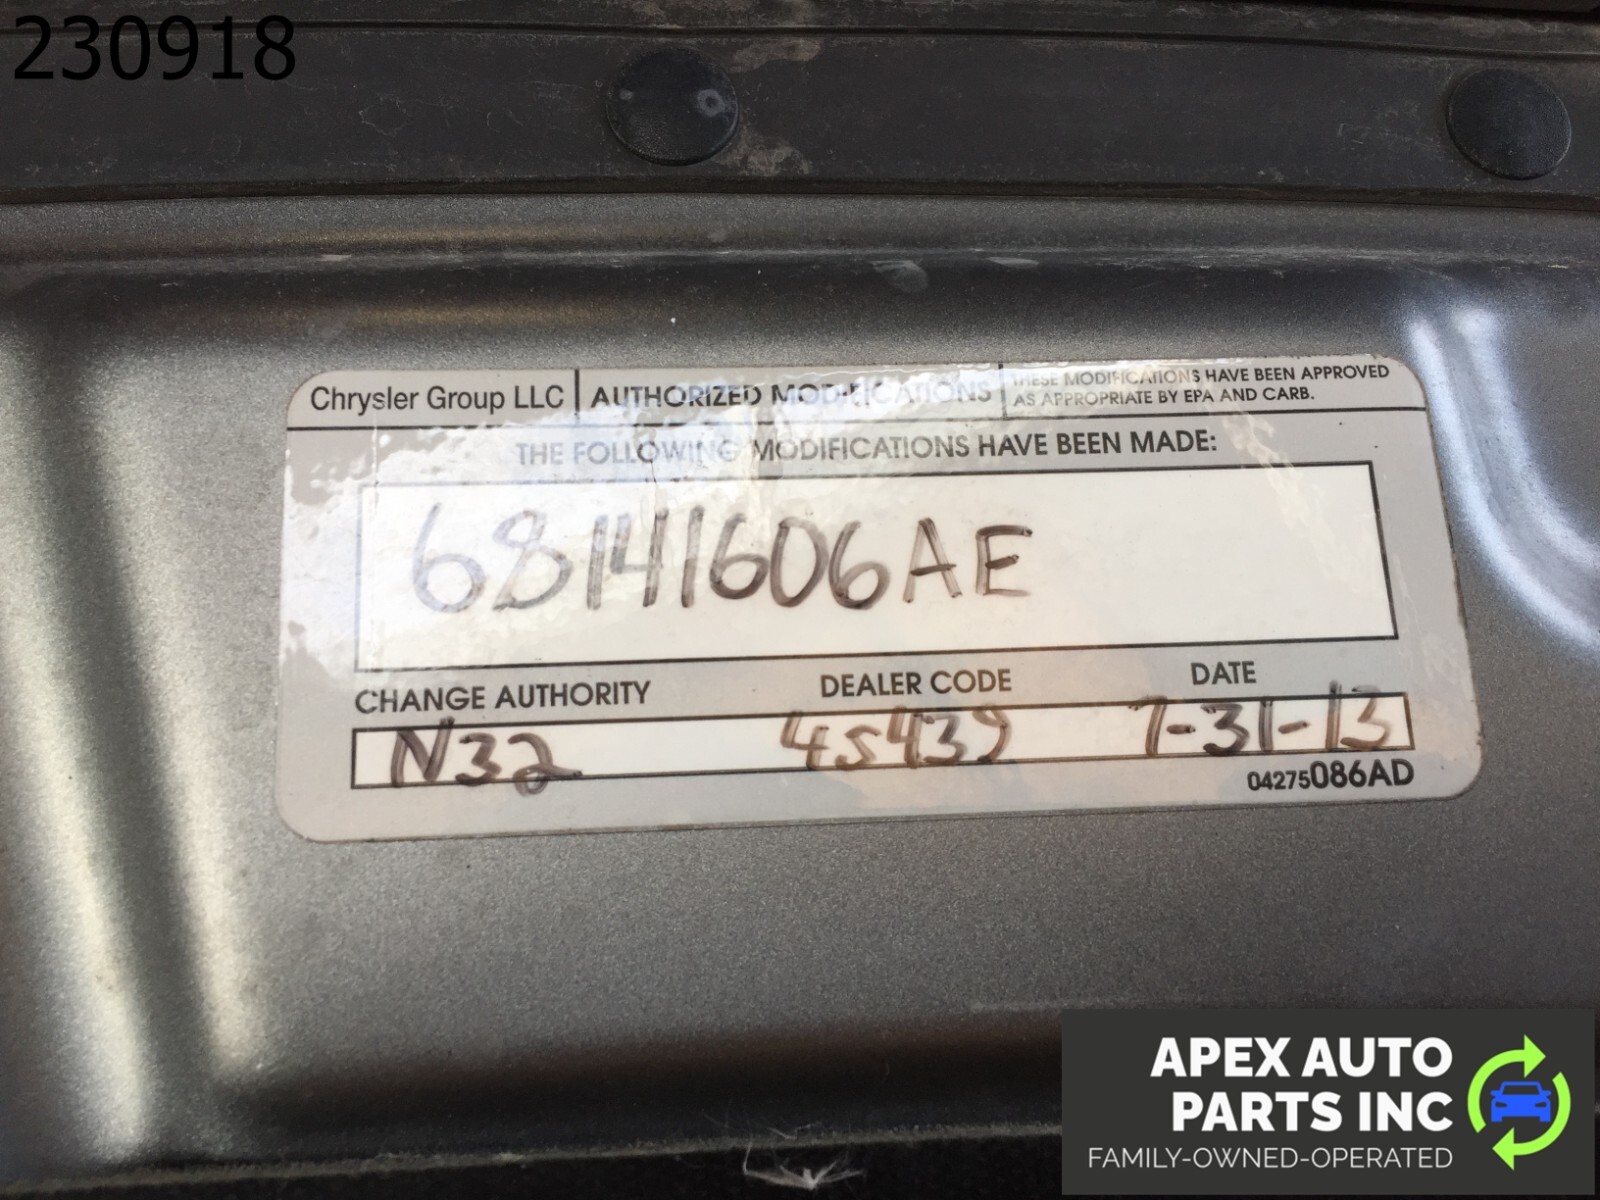 230918
Chrysler Group LLC AUTHORIZED MODIFICATIONS THESE MODIFICATIONS HAVE BEEN APPROVED
AS APPROPRIATE BY EPA AND CARB.
THE FOLLOWING MODIFICATIONS HAVE BEEN MADE:
68141606AE
CHANGE AUTHORITY DEALER CODE DATE
N32 45439 7-31-13
04275086AD
APEX AUTO
PARTS INC
FAMILY-OWNED-OPERATED